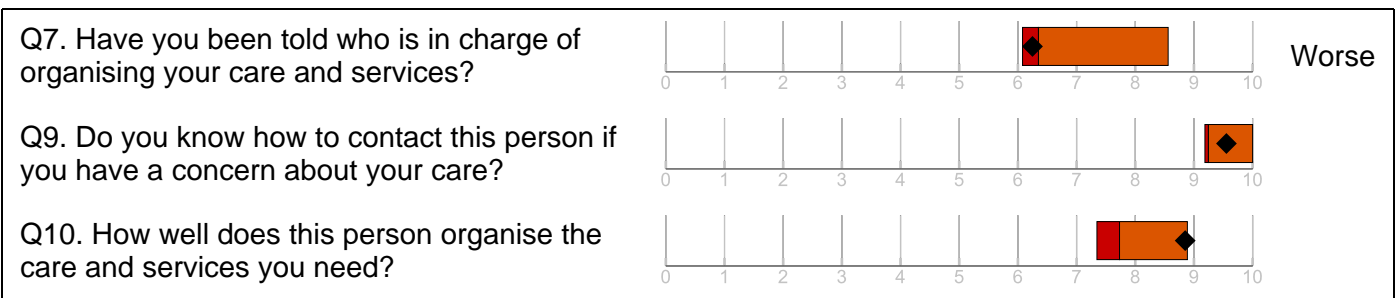 Q7. Have you been told who is in charge of
organising your care and services?
0 1 2 3 4 5 6 7 8 9 10
Worse
Q9. Do you know how to contact this person if
you have a concern about your care?
0 1 2 3 4 5 6 7 8 9 10
Q10. How well does this person organise the
care and services you need?
0 1 2 3 4 5 6 7 8 9 10